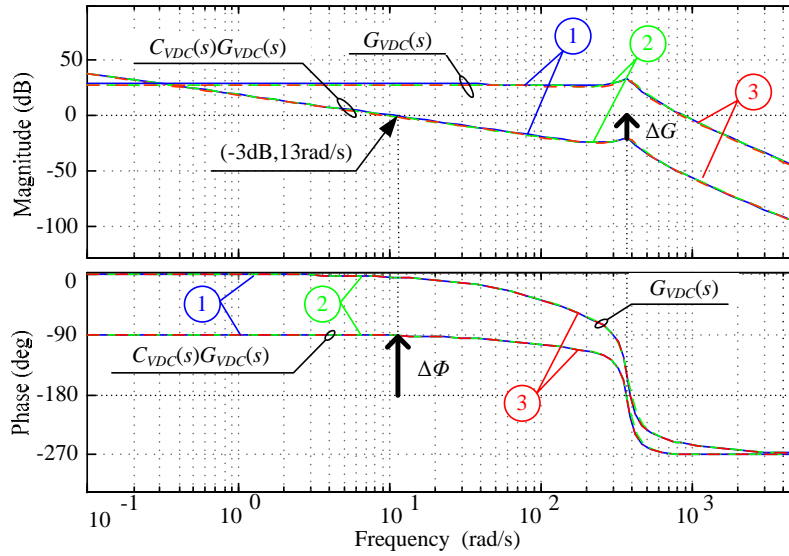 C_VDC(s)G_VDC(s)
G_VDC(s)
1
2
3
50
0
-50
-100
Magnitude (dB)
(-3dB,13rad/s)
ΔG
0
-90
-180
-270
Phase (deg)
1
2
3
G_VDC(s)
C_VDC(s)G_VDC(s)
ΔΦ
10^-1
10^0
10^1
10^2
10^3
Frequency (rad/s)